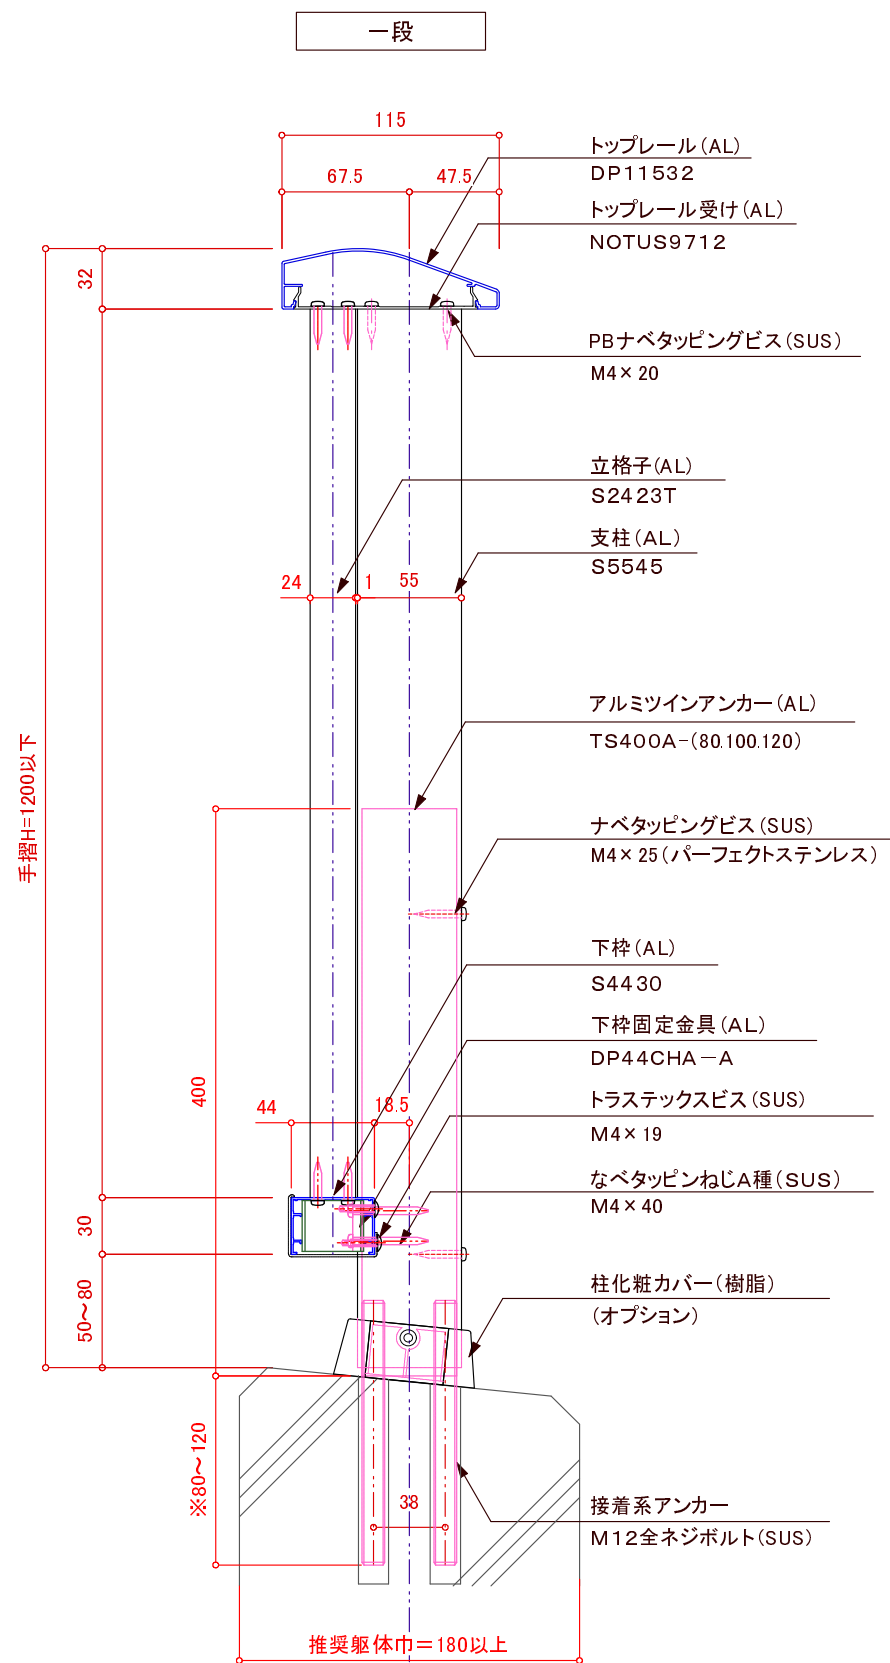 一段
115
67.5
47.5
32
トップレール(AL)
DP11532
トップレール受け(AL)
NOTUS9712
PBナベタッピングビス(SUS)
M4×20
立格子(AL)
S2423T
支柱(AL)
S5545
24
1
55
アルミツインアンカー(AL)
TS400A-(80.100.120)
手摺H=1200以下
ナベタッピングビス(SUS)
M4×25(パーフェクトステンレス)
下枠(AL)
S4430
下枠固定金具(AL)
DP44CHA-A
400
44
18.5
トラステックスビス(SUS)
M4×19
なベタッピンねじA種(SUS)
M4×40
30
50~80
柱化粧カバー(樹脂)
(オプション)
※80~120
38
接着系アンカー
M12全ネジボルト(SUS)
推奨躯体巾=180以上